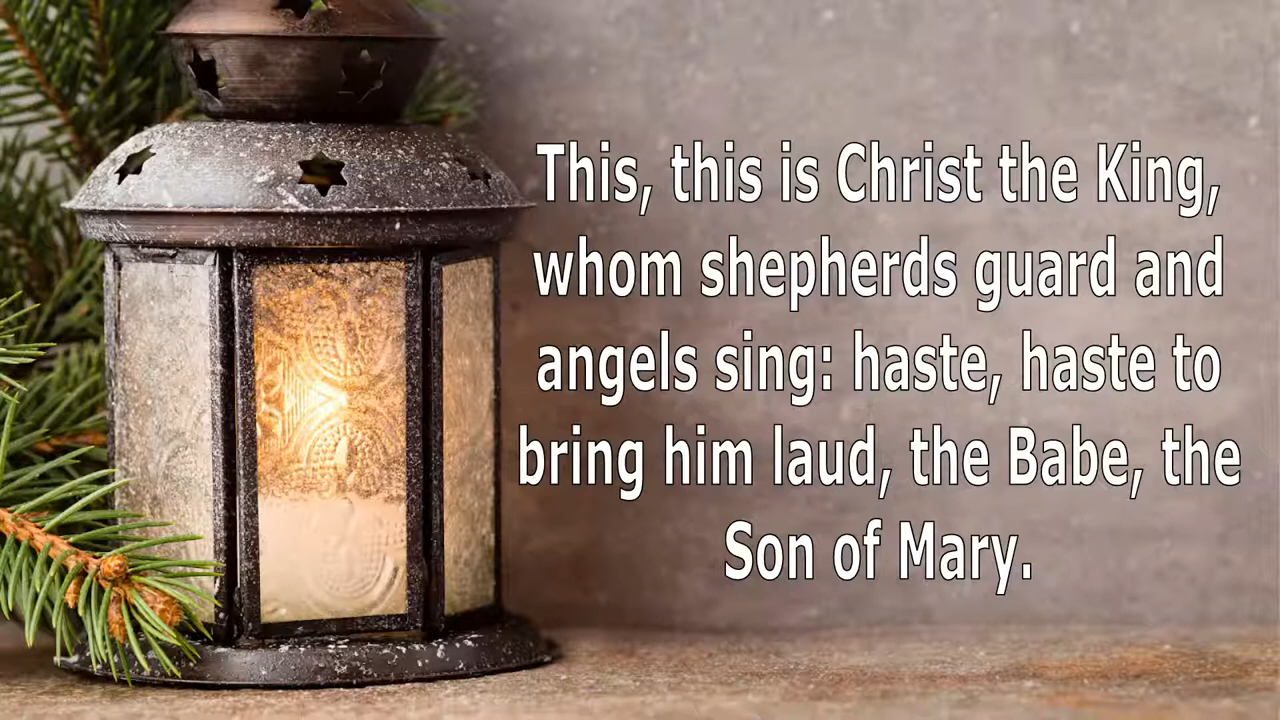 This, this is Christ the King,
whom shepherds guard and
angels sing: haste, haste to
bring him laud, the Babe, the
Son of Mary.